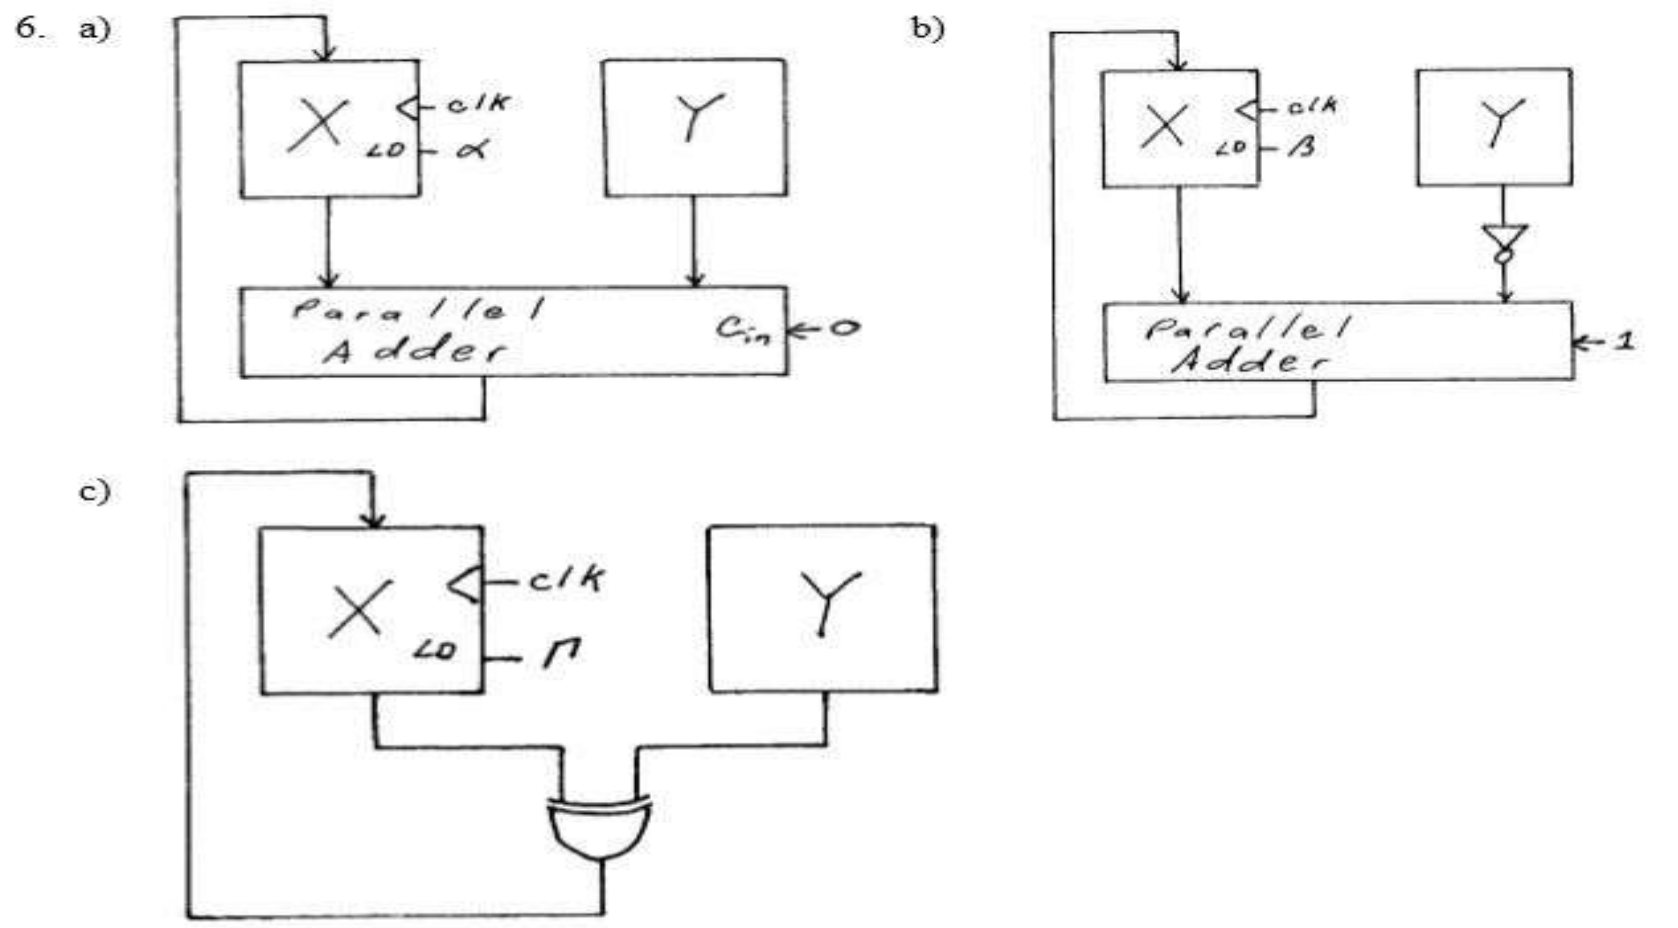 6. a)
X
clk
LD
α
Y
Parallel
Adder
Cin
0
b)
X
clk
LD
β
Y
Parallel
Adder
1
c)
X
clk
LD
Y